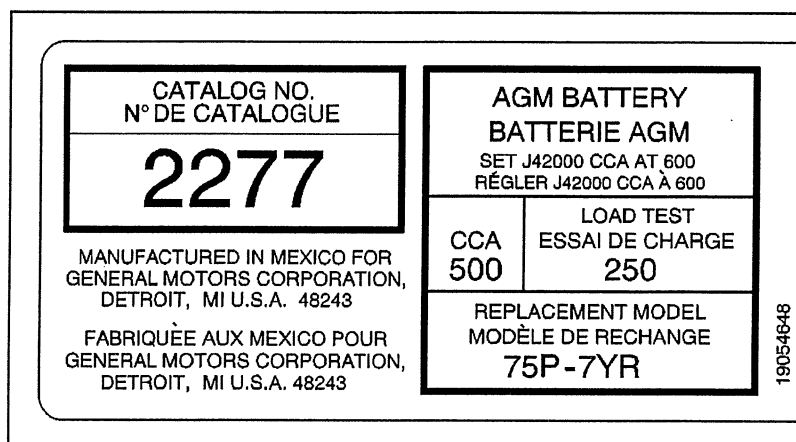 CATALOG NO.
N° DE CATALOGUE
2277
MANUFACTURED IN MEXICO FOR
GENERAL MOTORS CORPORATION,
DETROIT, MI U.S.A. 48243
FABRIQUÈE AUX MEXICO POUR
GENERAL MOTORS CORPORATION,
DETROIT, MI U.S.A. 48243
AGM BATTERY
BATTERIE AGM
SET J42000 CCA AT 600
RÉGLER J42000 CCA À 600
CCA
500
LOAD TEST
ESSAI DE CHARGE
250
REPLACEMENT MODEL
MODÈLE DE RECHANGE
75P-7YR
19054648